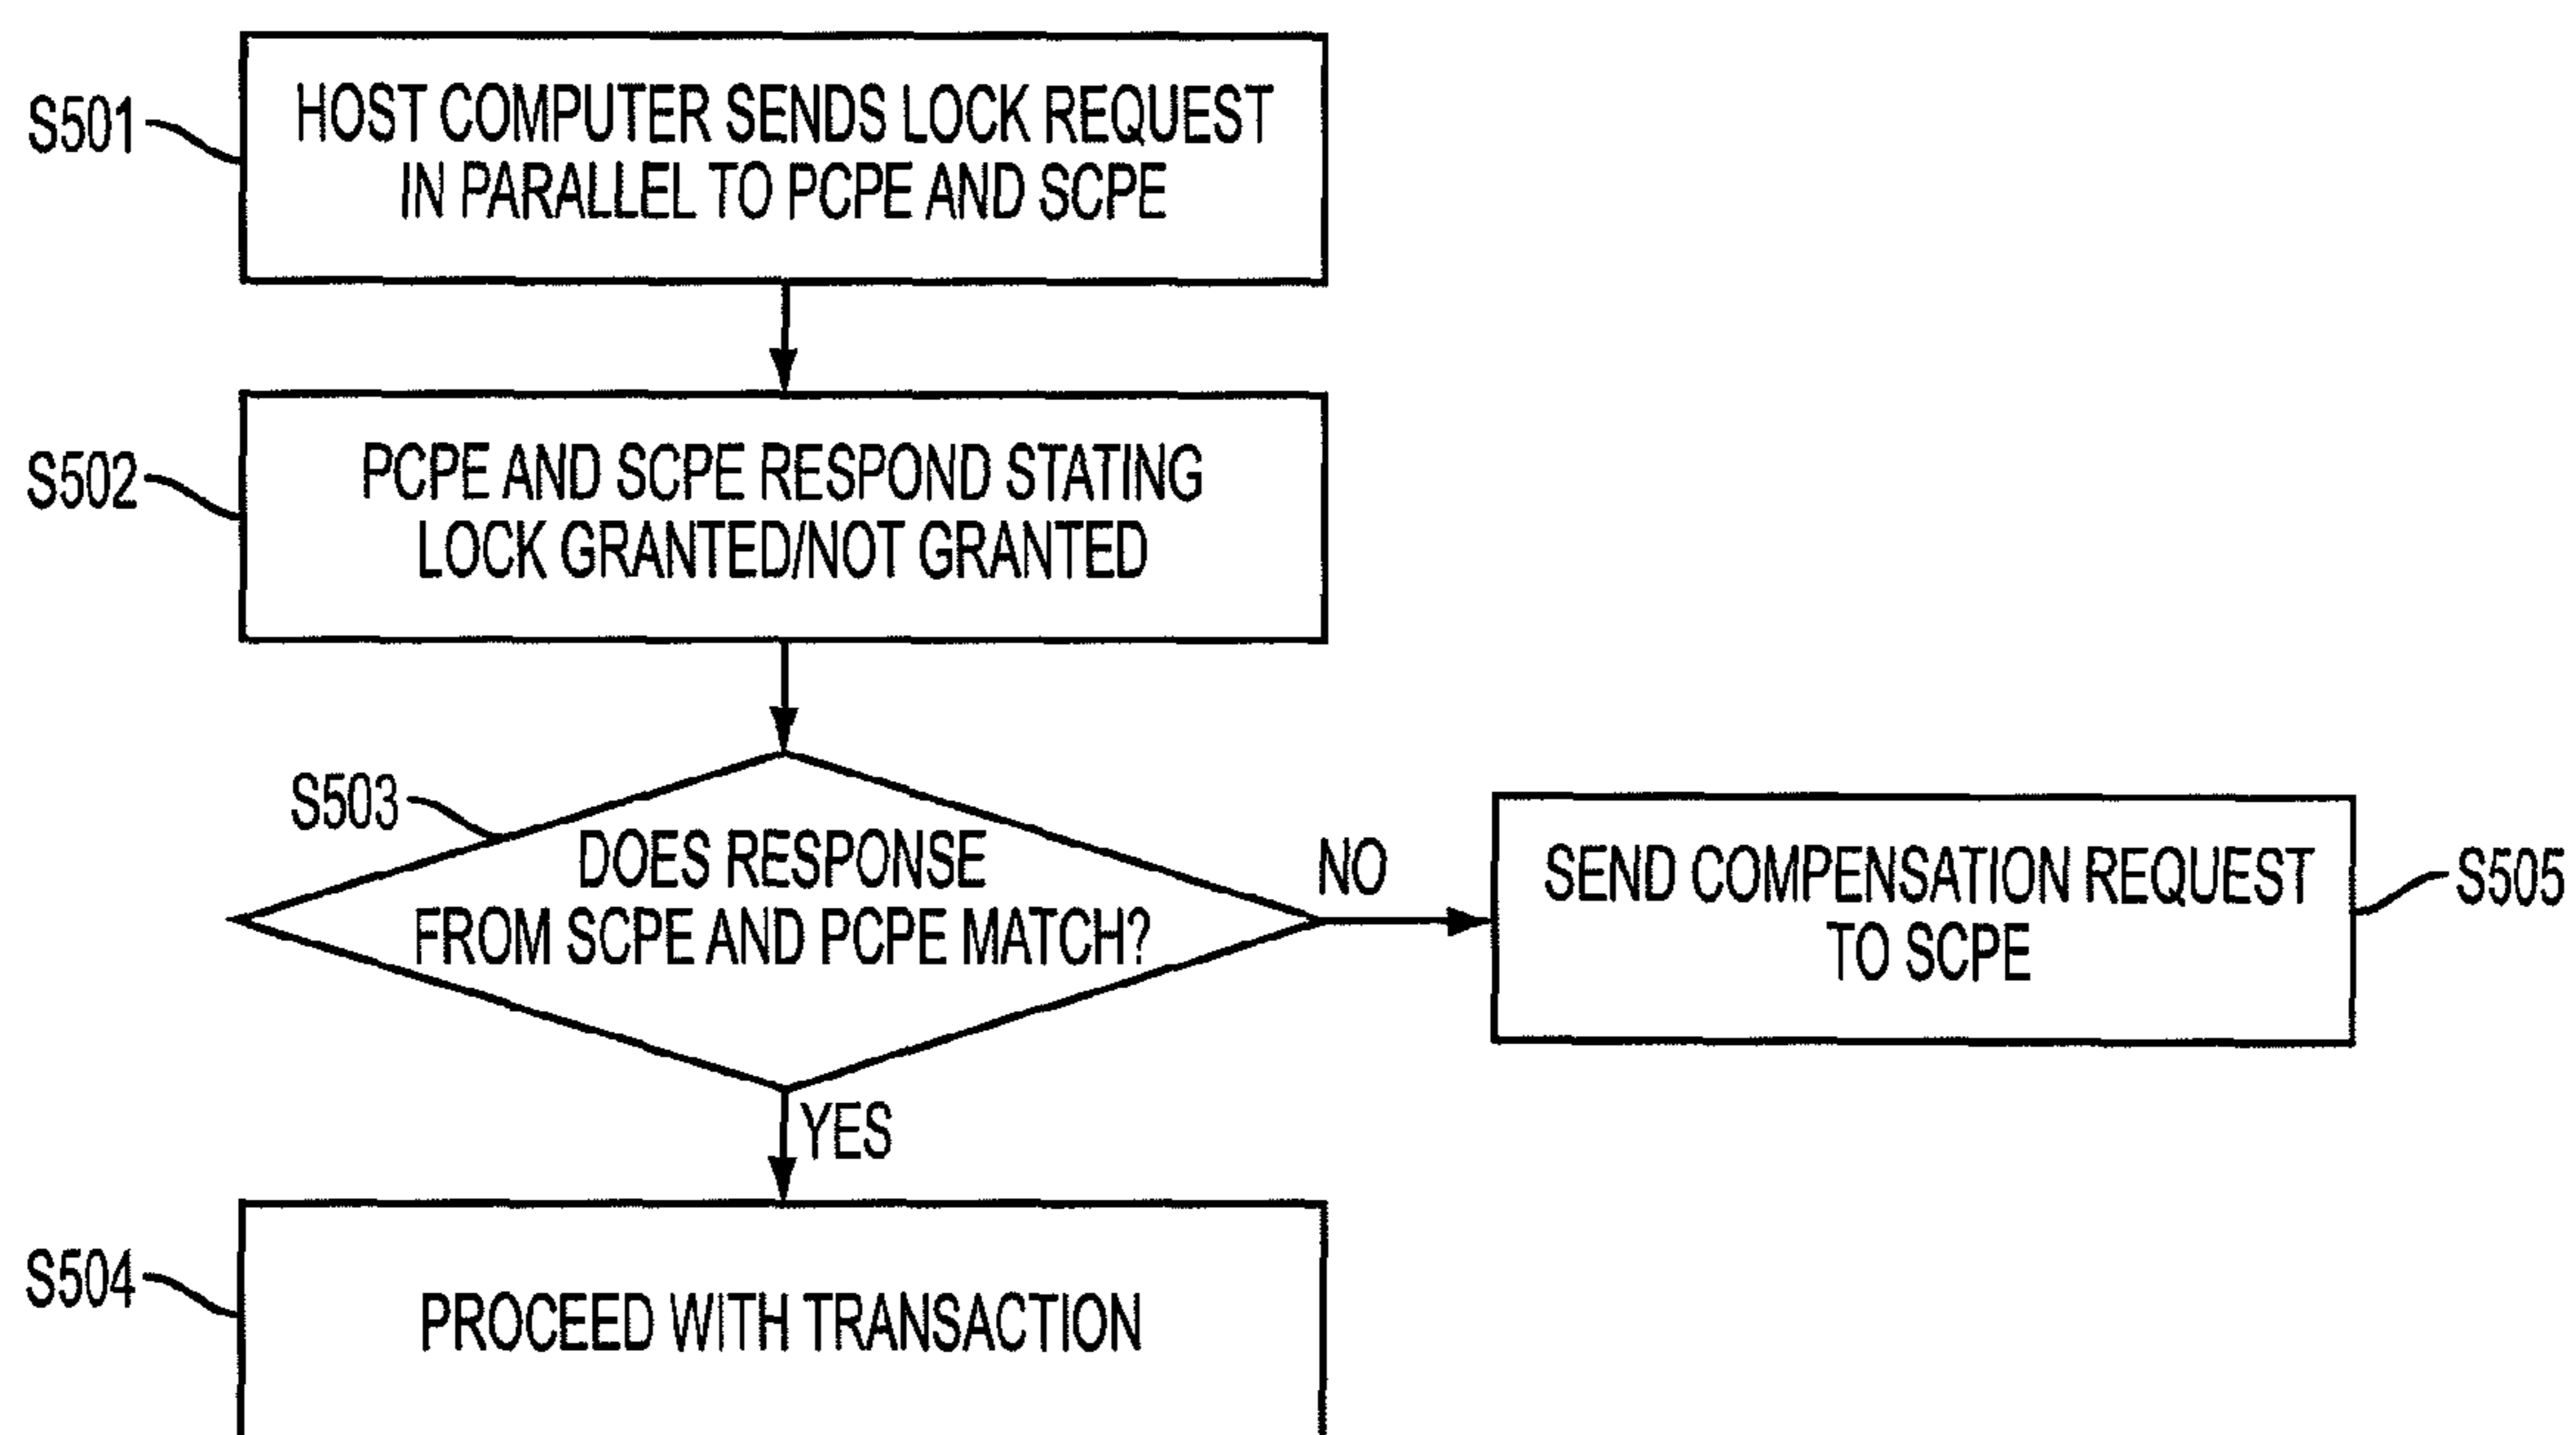 S501
HOST COMPUTER SENDS LOCK REQUEST
IN PARALLEL TO PCPE AND SCPE
S502
PCPE AND SCPE RESPOND STATING
LOCK GRANTED/NOT GRANTED
S503
DOES RESPONSE
FROM SCPE AND PCPE MATCH?
NO
SEND COMPENSATION REQUEST
TO SCPE
S505
YES
S504
PROCEED WITH TRANSACTION